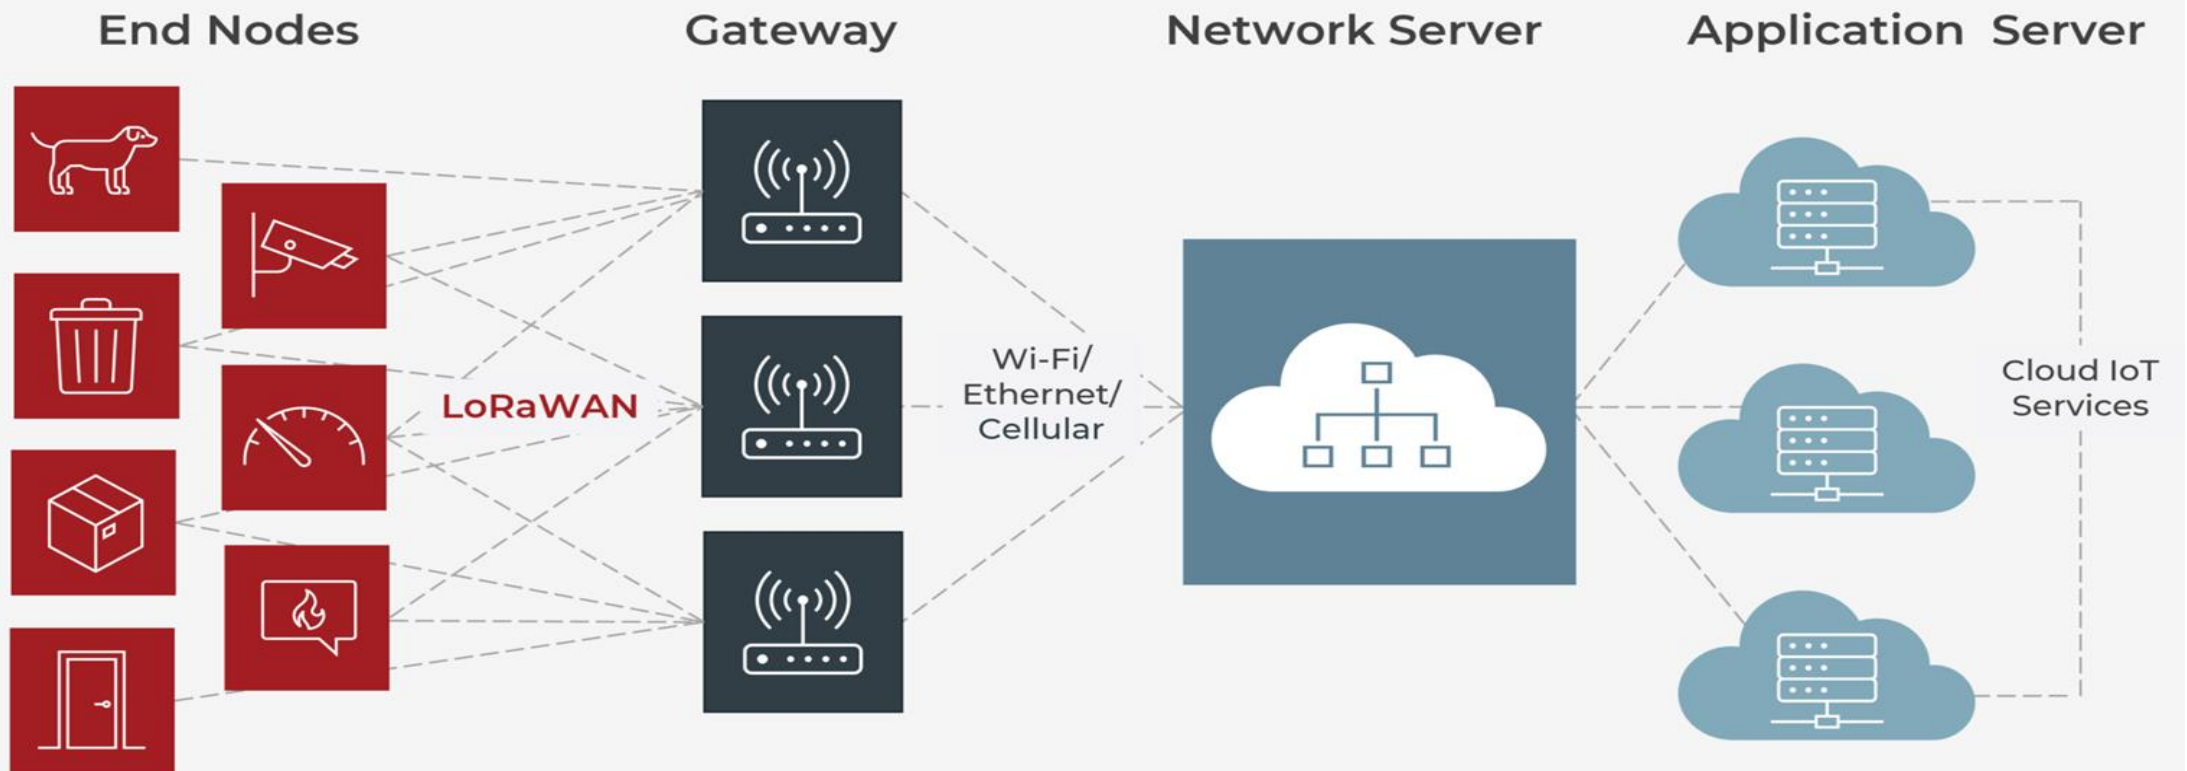 End Nodes
Gateway
Network Server
Application Server
LoRaWAN
Wi-Fi/
Ethernet/
Cellular
Cloud IoT
Services